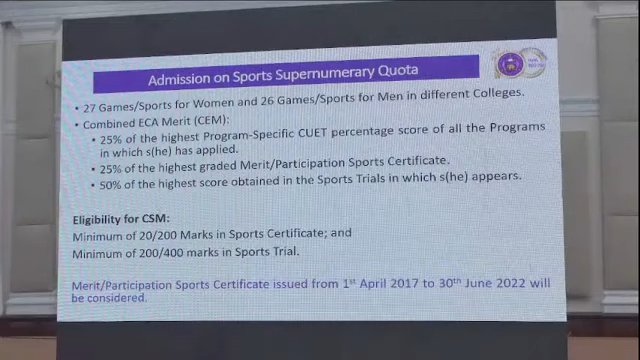 Admission on Sports Supernumerary Quota
• 27 Games/Sports for Women and 26 Games/Sports for Men in different Colleges.
• Combined ECA Merit (CEM):
• 25% of the highest Program-Specific CUET percentage score of all the Programs
in which s(he) has applied.
• 25% of the highest graded Merit/Participation Sports Certificate.
• 50% of the highest score obtained in the Sports Trials in which s(he) appears.
Eligibility for CSM:
Minimum of 20/200 Marks in Sports Certificate; and
Minimum of 200/400 marks in Sports Trial.
Merit/Participation Sports Certificate issued from 1st April 2017 to 30th June 2022 will
be considered.